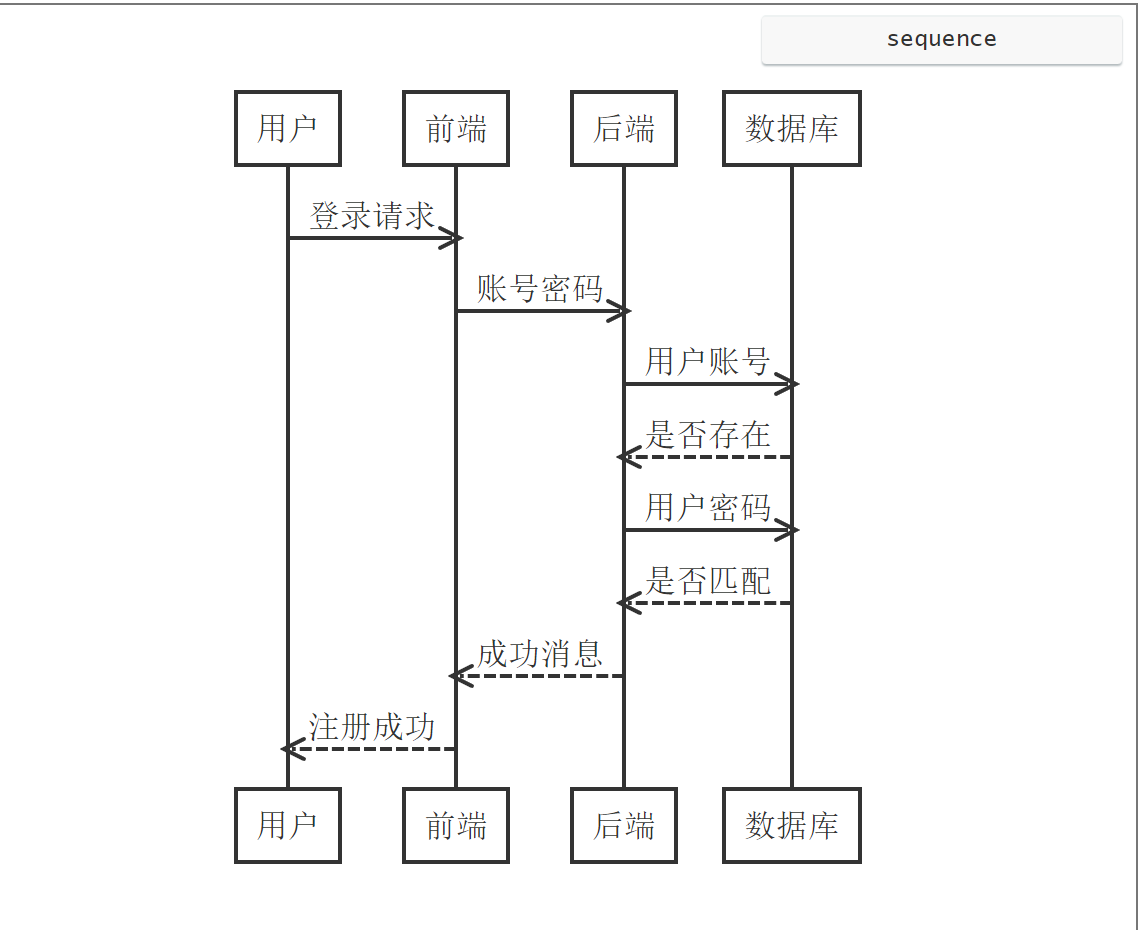 sequence
用户 前端 后端 数据库
登录请求
账号密码
用户账号
是否存在
用户密码
是否匹配
成功消息
注册成功
用户 前端 后端 数据库